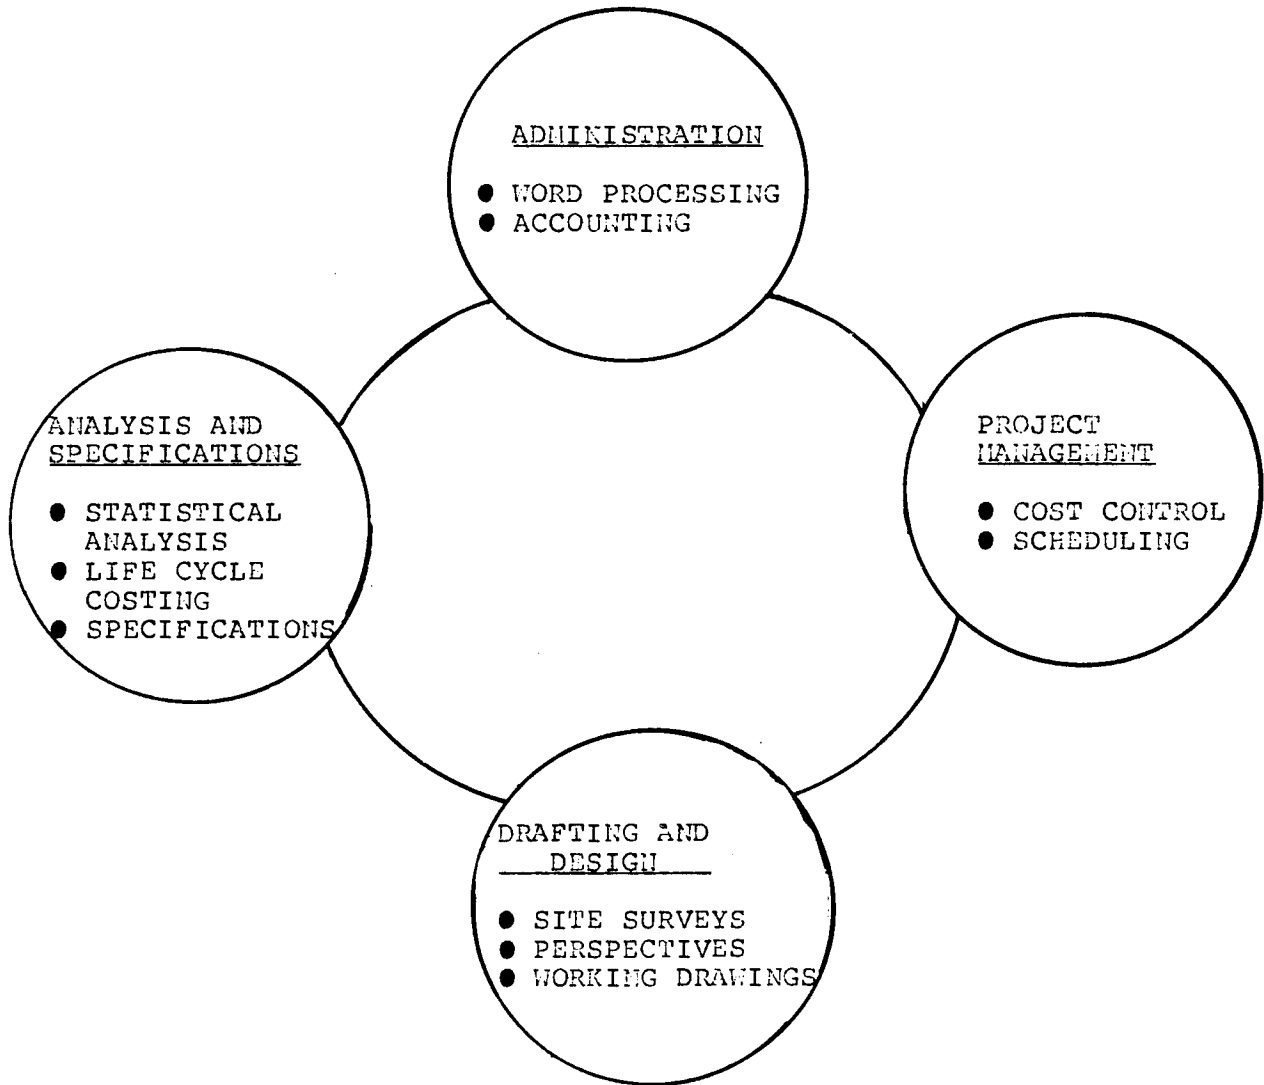 ADMINISTRATION
● WORD PROCESSING
● ACCOUNTING
ANALYSIS AND
SPECIFICATIONS
● STATISTICAL
ANALYSIS
● LIFE CYCLE
COSTING
● SPECIFICATIONS
PROJECT
MANAGEMENT
● COST CONTROL
● SCHEDULING
DRAFTING AND
DESIGN
● SITE SURVEYS
● PERSPECTIVES
● WORKING DRAWINGS